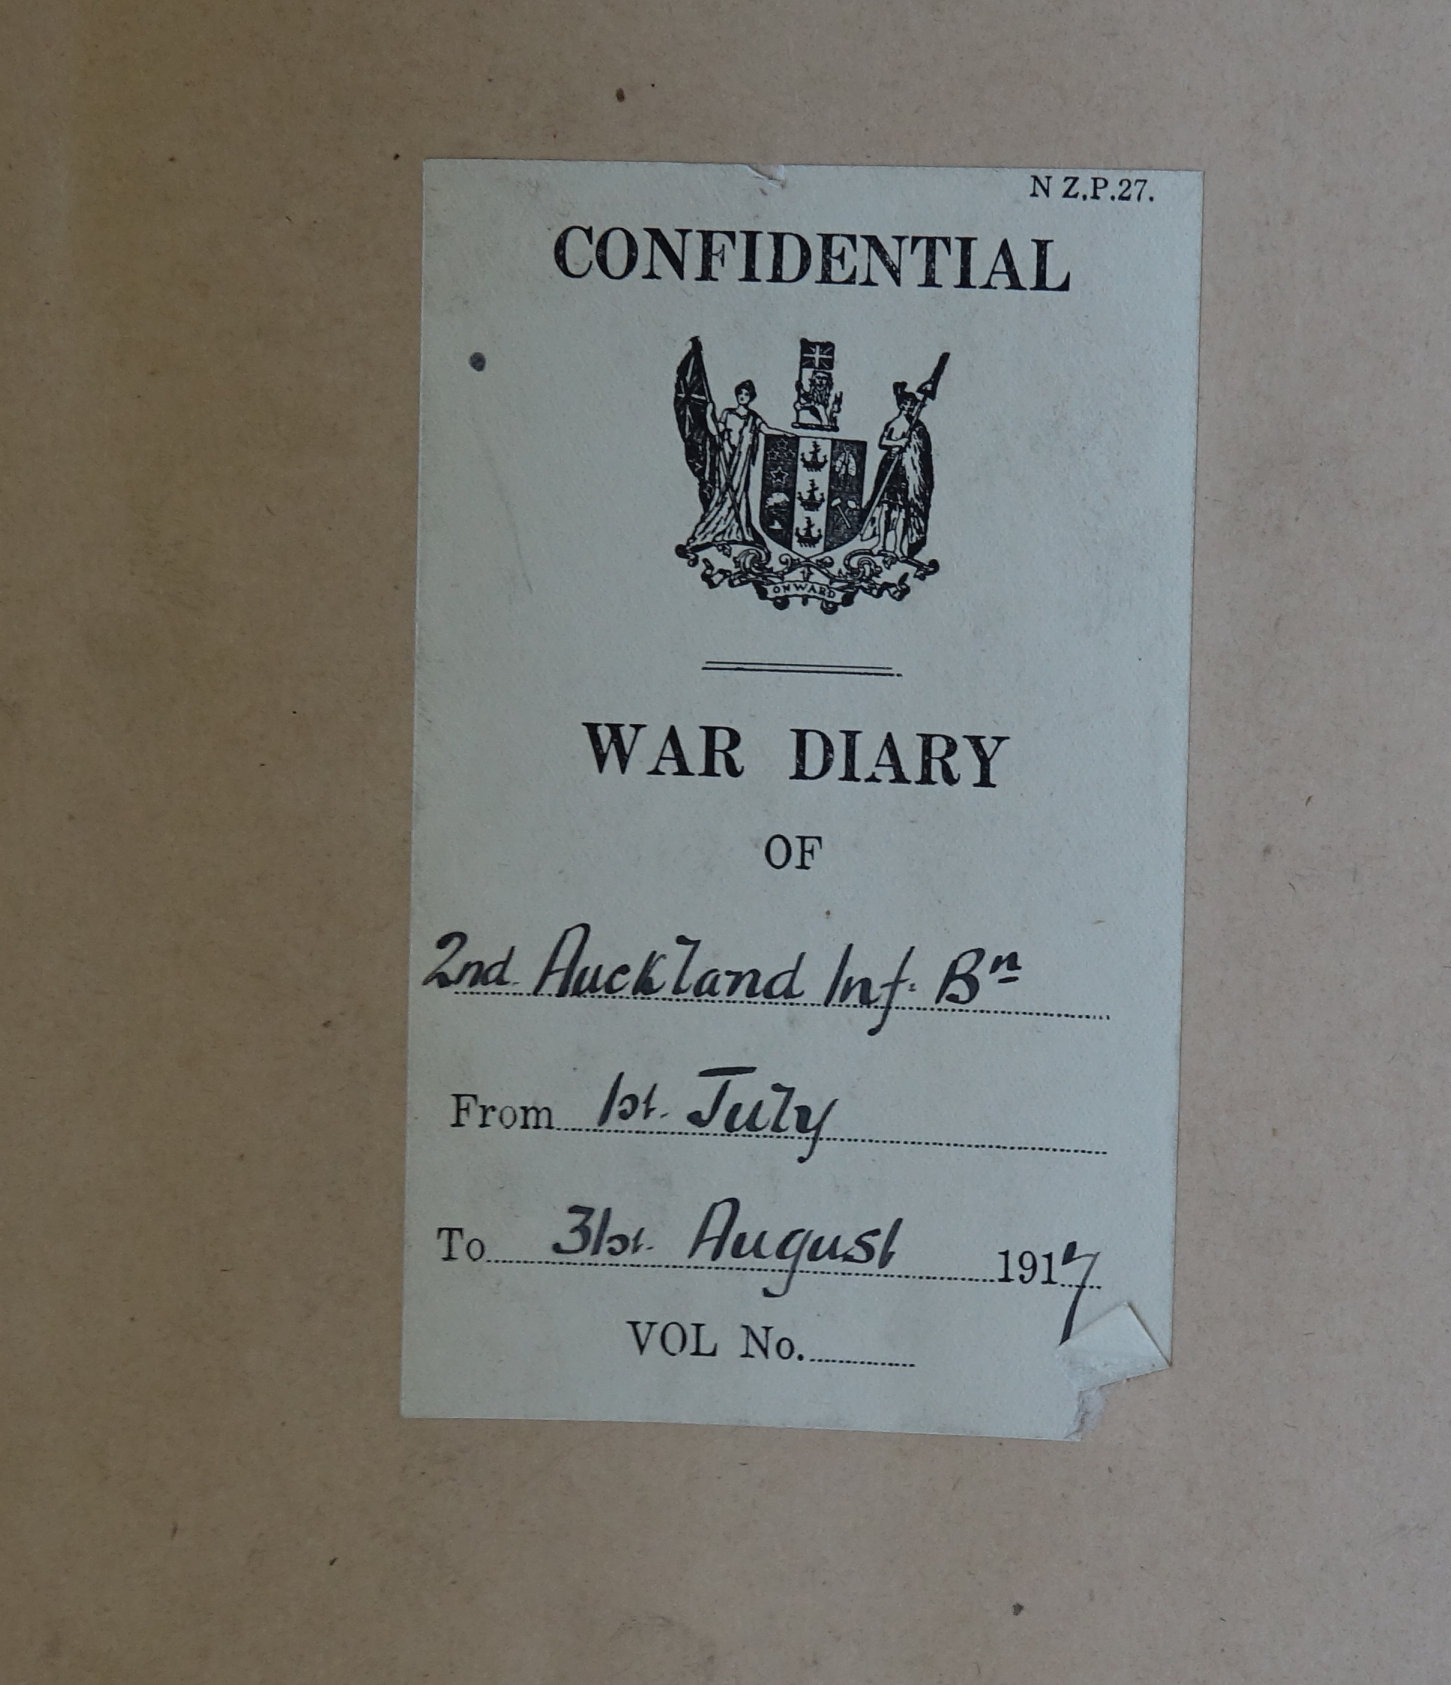 N Z.P.27.
CONFIDENTIAL
ONWARD
WAR DIARY
OF
2nd. Auckland Inf. Bn
From 1st. July
To 31st. August 1917
VOL No.